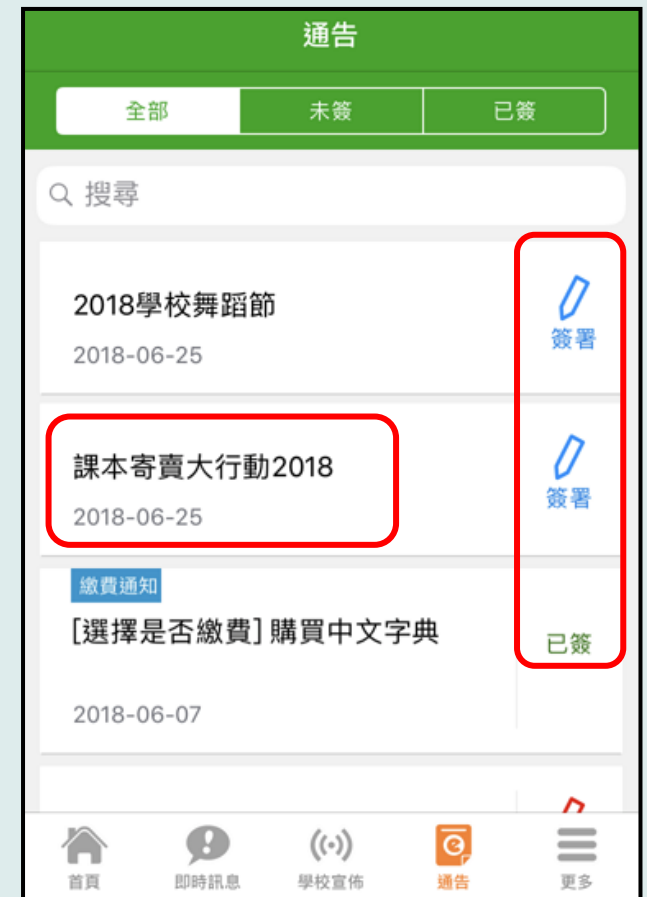 通告
全部
未簽
已簽
搜尋
2018學校舞蹈節
2018-06-25
簽署
課本寄賣大行動2018
2018-06-25
簽署
繳費通知
[選擇是否繳費] 購買中文字典
已簽
2018-06-07
首頁
即時訊息
學校宣佈
通告
更多